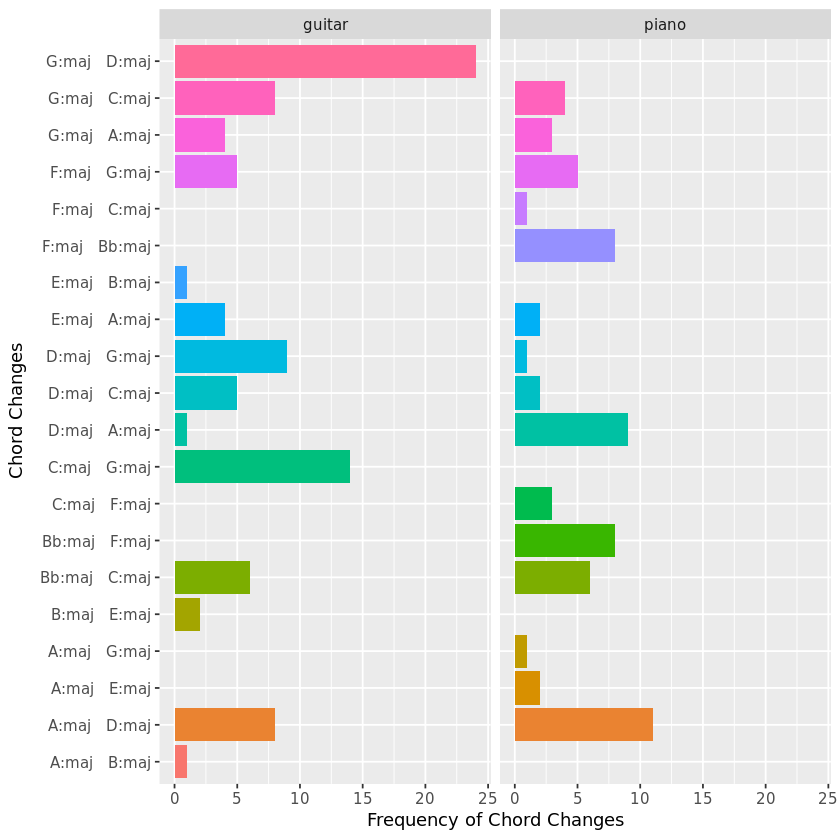 guitar piano
G:maj D:maj
G:maj C:maj
G:maj A:maj
F:maj G:maj
F:maj C:maj
F:maj Bb:maj
E:maj B:maj
E:maj A:maj
D:maj G:maj
D:maj C:maj
D:maj A:maj
C:maj G:maj
C:maj F:maj
Bb:maj F:maj
Bb:maj C:maj
B:maj E:maj
A:maj G:maj
A:maj E:maj
A:maj D:maj
A:maj B:maj
Chord Changes
0 5 10 15 20 25 0 5 10 15 20 25
Frequency of Chord Changes